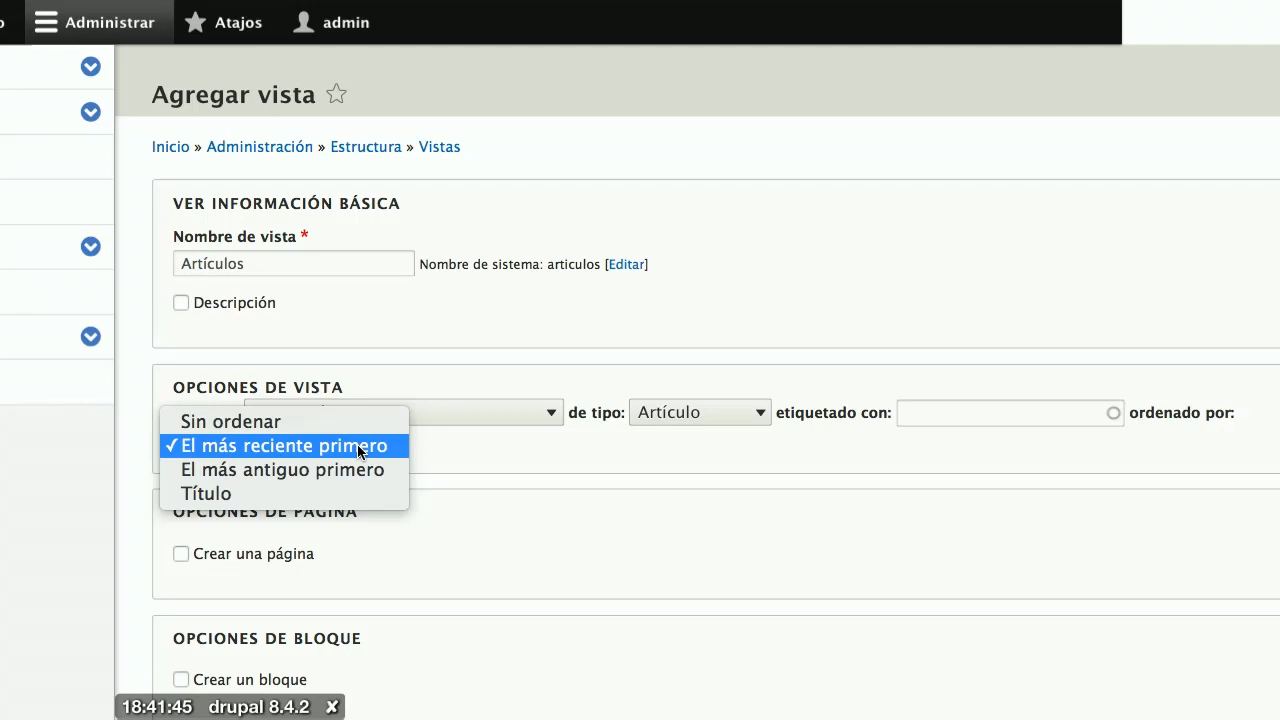 o Administrar Atajos admin
Agregar vista
Inicio » Administración » Estructura » Vistas
VER INFORMACIÓN BÁSICA
Nombre de vista *
Artículos Nombre de sistema: articulos [Editar]
Descripción
OPCIONES DE VISTA
de tipo: Artículo etiquetado con: ordenado por:
Sin ordenar
✓El más reciente primero
El más antiguo primero
Título
OPCIONES DE PÁGINA
Crear una página
OPCIONES DE BLOQUE
Crear un bloque
18:41:45 drupal 8.4.2 ✘